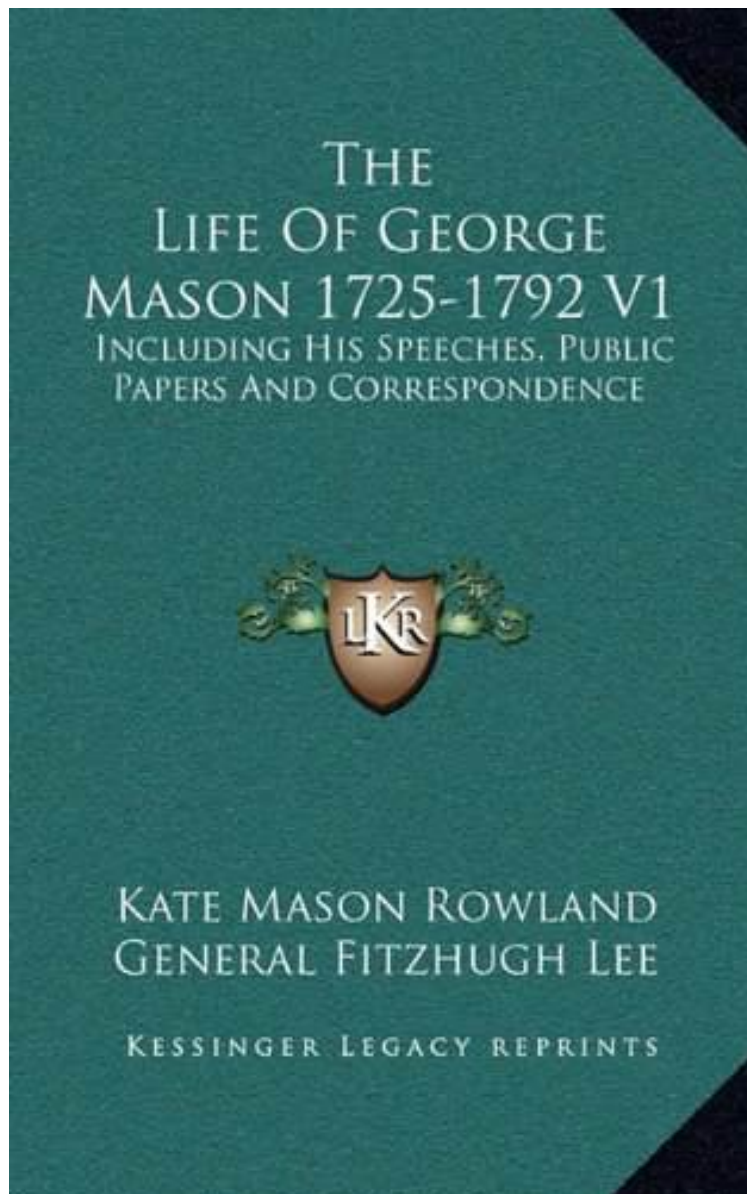 The
Life Of George
Mason 1725-1792 V1
Including His Speeches, Public
Papers And Correspondence
LKR
Kate Mason Rowland
General Fitzhugh Lee
Kessinger Legacy reprints